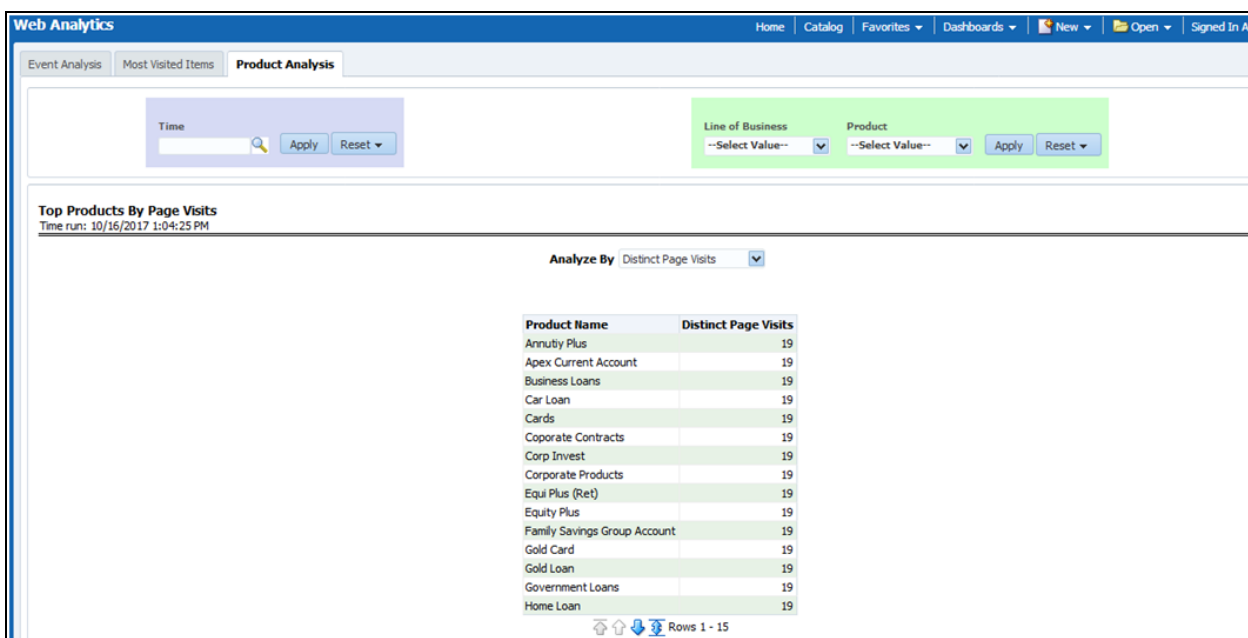 Web Analytics
Home Catalog Favorites Dashboards New Open Signed In A
Event Analysis Most Visited Items Product Analysis
Time
Apply Reset
Line of Business Product
--Select Value-- --Select Value-- Apply Reset
Top Products By Page Visits
Time run: 10/16/2017 1:04:25 PM
Analyze By Distinct Page Visits
Product Name Distinct Page Visits
Annutiy Plus 19
Apex Current Account 19
Business Loans 19
Car Loan 19
Cards 19
Coporate Contracts 19
Corp Invest 19
Corporate Products 19
Equi Plus (Ret) 19
Equity Plus 19
Family Savings Group Account 19
Gold Card 19
Gold Loan 19
Government Loans 19
Home Loan 19
Rows 1 - 15